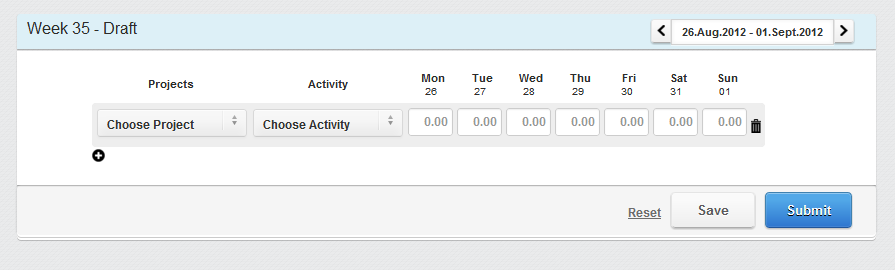 Week 35 - Draft
26.Aug.2012 - 01.Sept.2012
Projects Activity Mon Tue Wed Thu Fri Sat Sun
26 27 28 29 30 31 01
Choose Project Choose Activity 0.00 0.00 0.00 0.00 0.00 0.00 0.00
Reset Save Submit